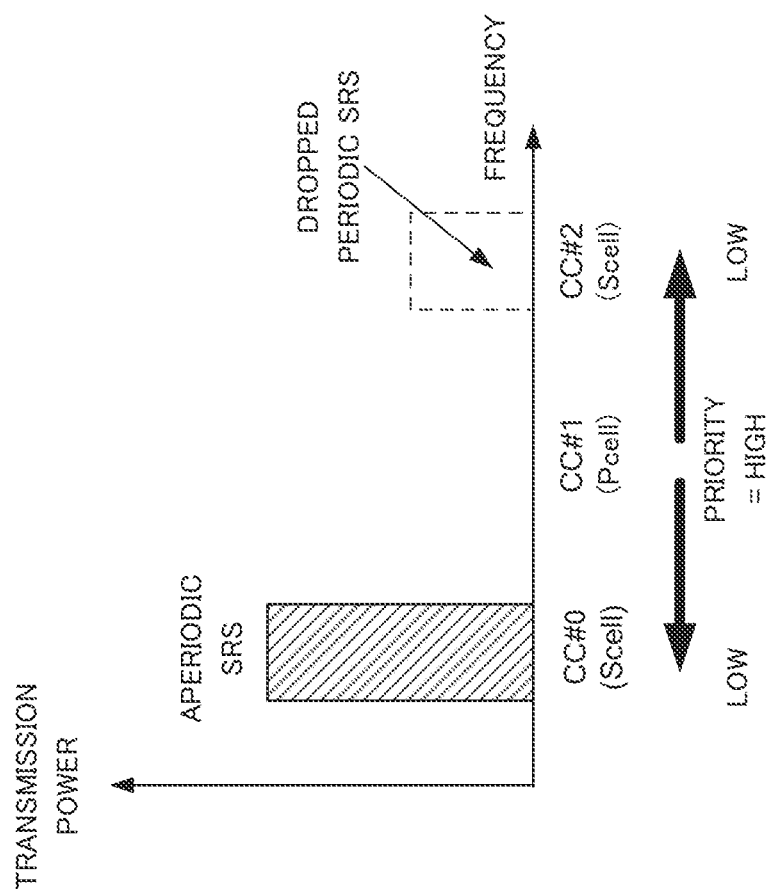 TRANSMISSION
POWER
APERIODIC
SRS
DROPPED
PERIODIC SRS
FREQUENCY
CC#0
(Scell)
CC#1
(Pcell)
CC#2
(Scell)
LOW
PRIORITY
= HIGH
LOW